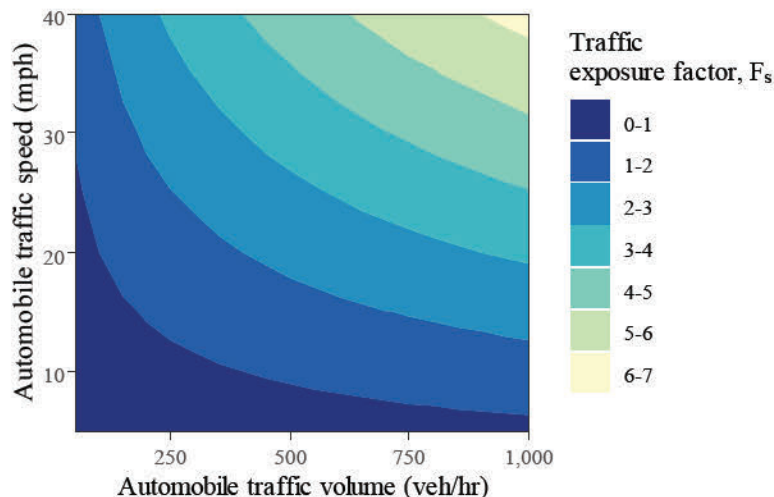 40
30
20
10
Automobile traffic speed (mph)
250 500 750 1,000
Automobile traffic volume (veh/hr)
Traffic
exposure factor, Fs
0-1
1-2
2-3
3-4
4-5
5-6
6-7